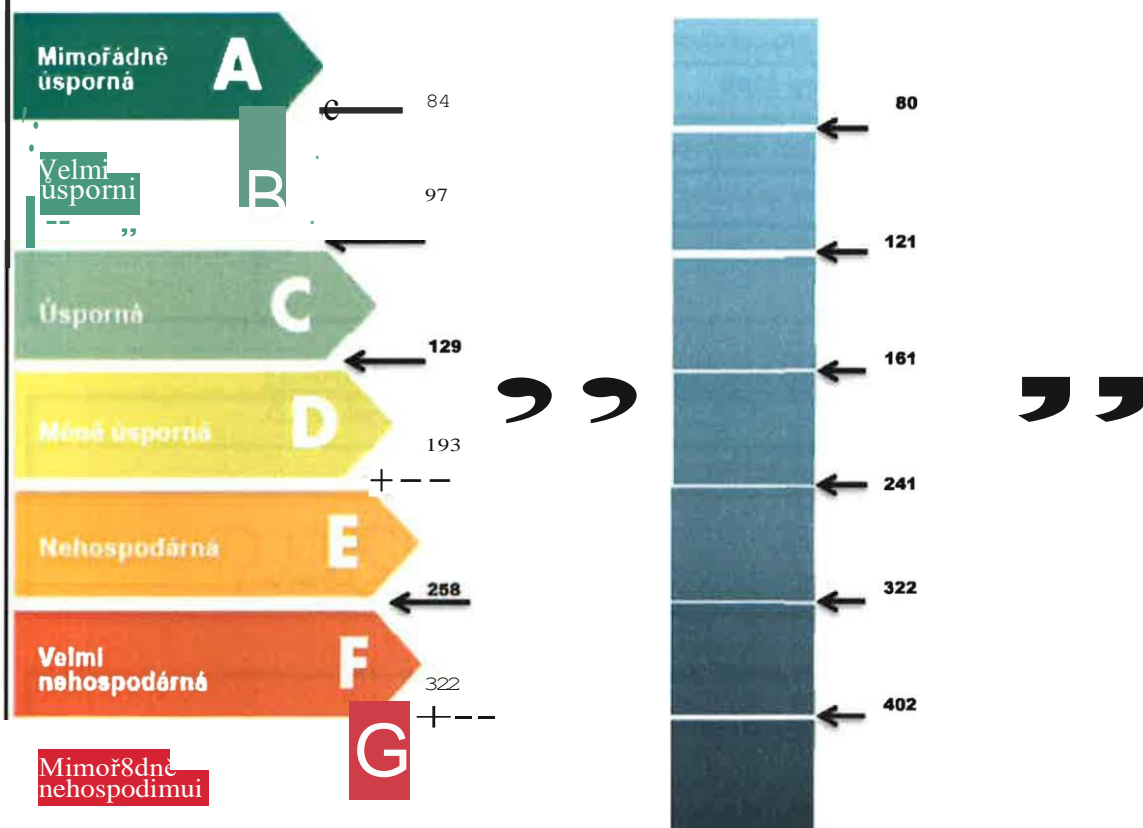 Mimořádně
úsporná A
84
Velmi
ůsporni B
97
Úsporná C
129
Méně úsporná D
193
Nehospodárná E
258
Velmi
nehospodárná F
322
Mimoř8dně
nehospodimui G
80
121
161
241
322
402